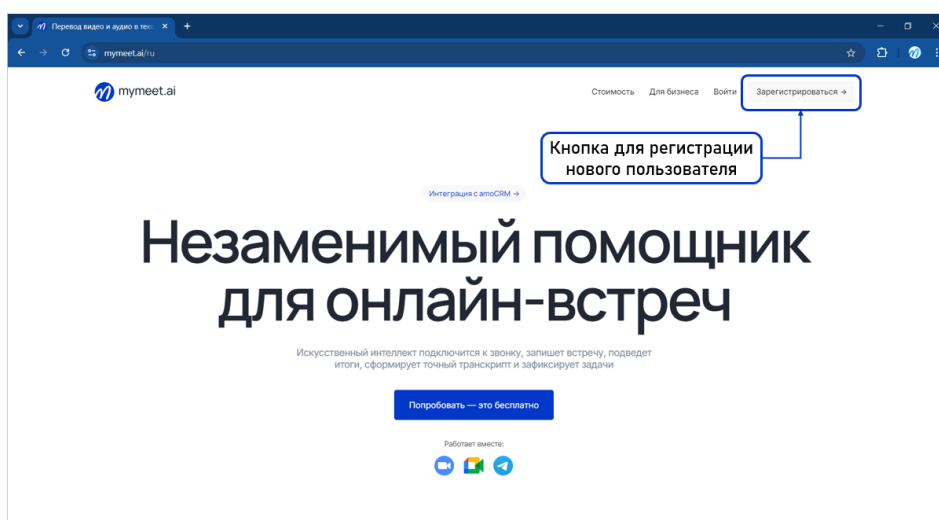 Перевод видео и аудио в тек
mymeet.ai/ru
mymeet.ai
Стоимость Для бизнеса Войти Зарегистрироваться →
Кнопка для регистрации
нового пользователя
Интеграция с amoCRM →
Незаменимый помощник
для онлайн-встреч
Искусственный интеллект подключится к звонку, запишет встречу, подведет
итоги, сформирует точный транскрипт и зафиксирует задачи
Попробовать — это бесплатно
Работает вместе: